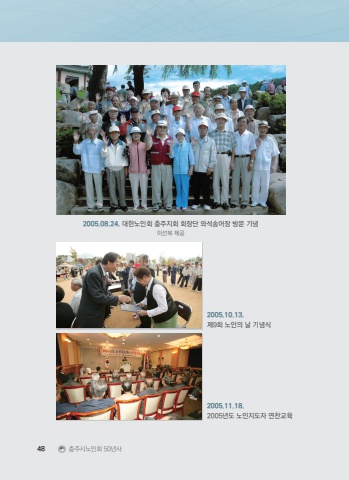 2005.08.24. 대한노인회 충주지회 회장단 와석송어장 방문 기념
이선복 제공
2005.10.13.
제9회 노인의 날 기념식
2005.11.18.
2005년도 노인지도자 연찬교육
48 충주시노인회 50년사